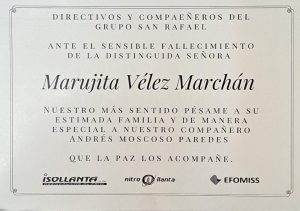 DIRECTIVOS Y COMPAÑEROS DEL
GRUPO SAN RAFAEL
ANTE EL SENSIBLE FALLECIMIENTO
DE LA DISTINGUIDA SEÑORA
Marujita Vélez Marchán
NUESTRO MÁS SENTIDO PÉSAME A SU
ESTIMADA FAMILIA Y DE MANERA
ESPECIAL A NUESTRO COMPAÑERO
ANDRÉS MOSCOSO PAREDES
QUE LA PAZ LOS ACOMPAÑE.
ISOLLANTA
nitro llanta
EFOMISS